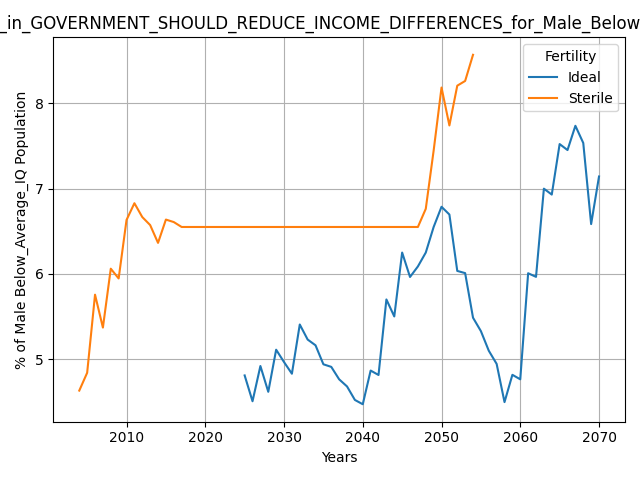 _in_GOVERNMENT_SHOULD_REDUCE_INCOME_DIFFERENCES_for_Male_Below
Fertility
Ideal
Sterile
% of Male Below_Average_IQ Population
8
7
6
5
2010 2020 2030 2040 2050 2060 2070
Years